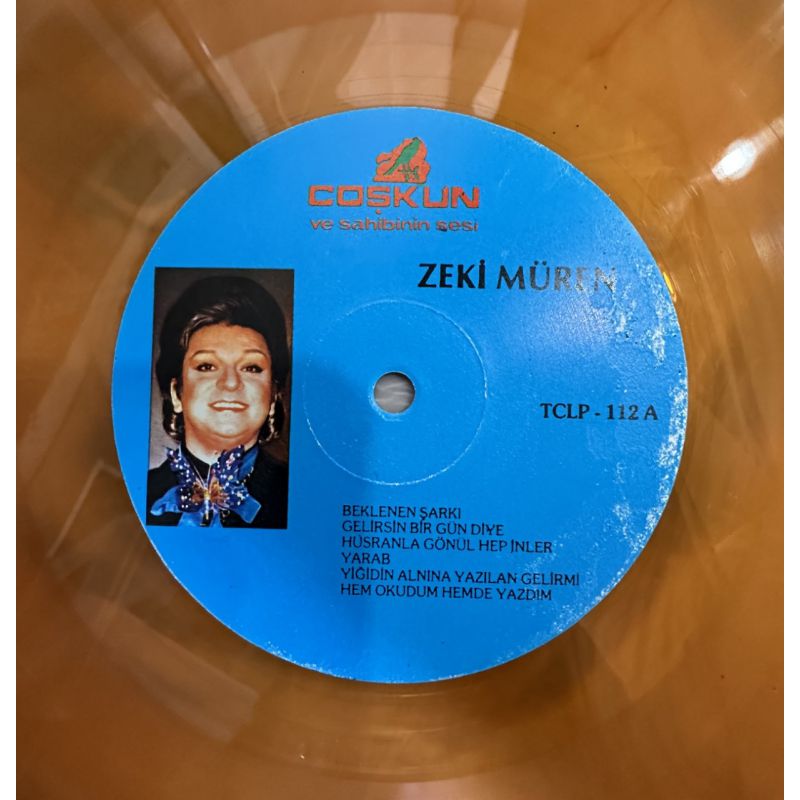 COŞKUN
ve sahibinin sesi
ZEKİ MÜREN
TCLP - 112 A
BEKLENEN ŞARKI
GELİRSİN BİR GÜN DİYE
HÜSRANLA GÖNÜL HEP İNLER
YARAB
YİĞİDİN ALNINA YAZILAN GELİRMİ
HEM OKUDUM HEMDE YAZDIM